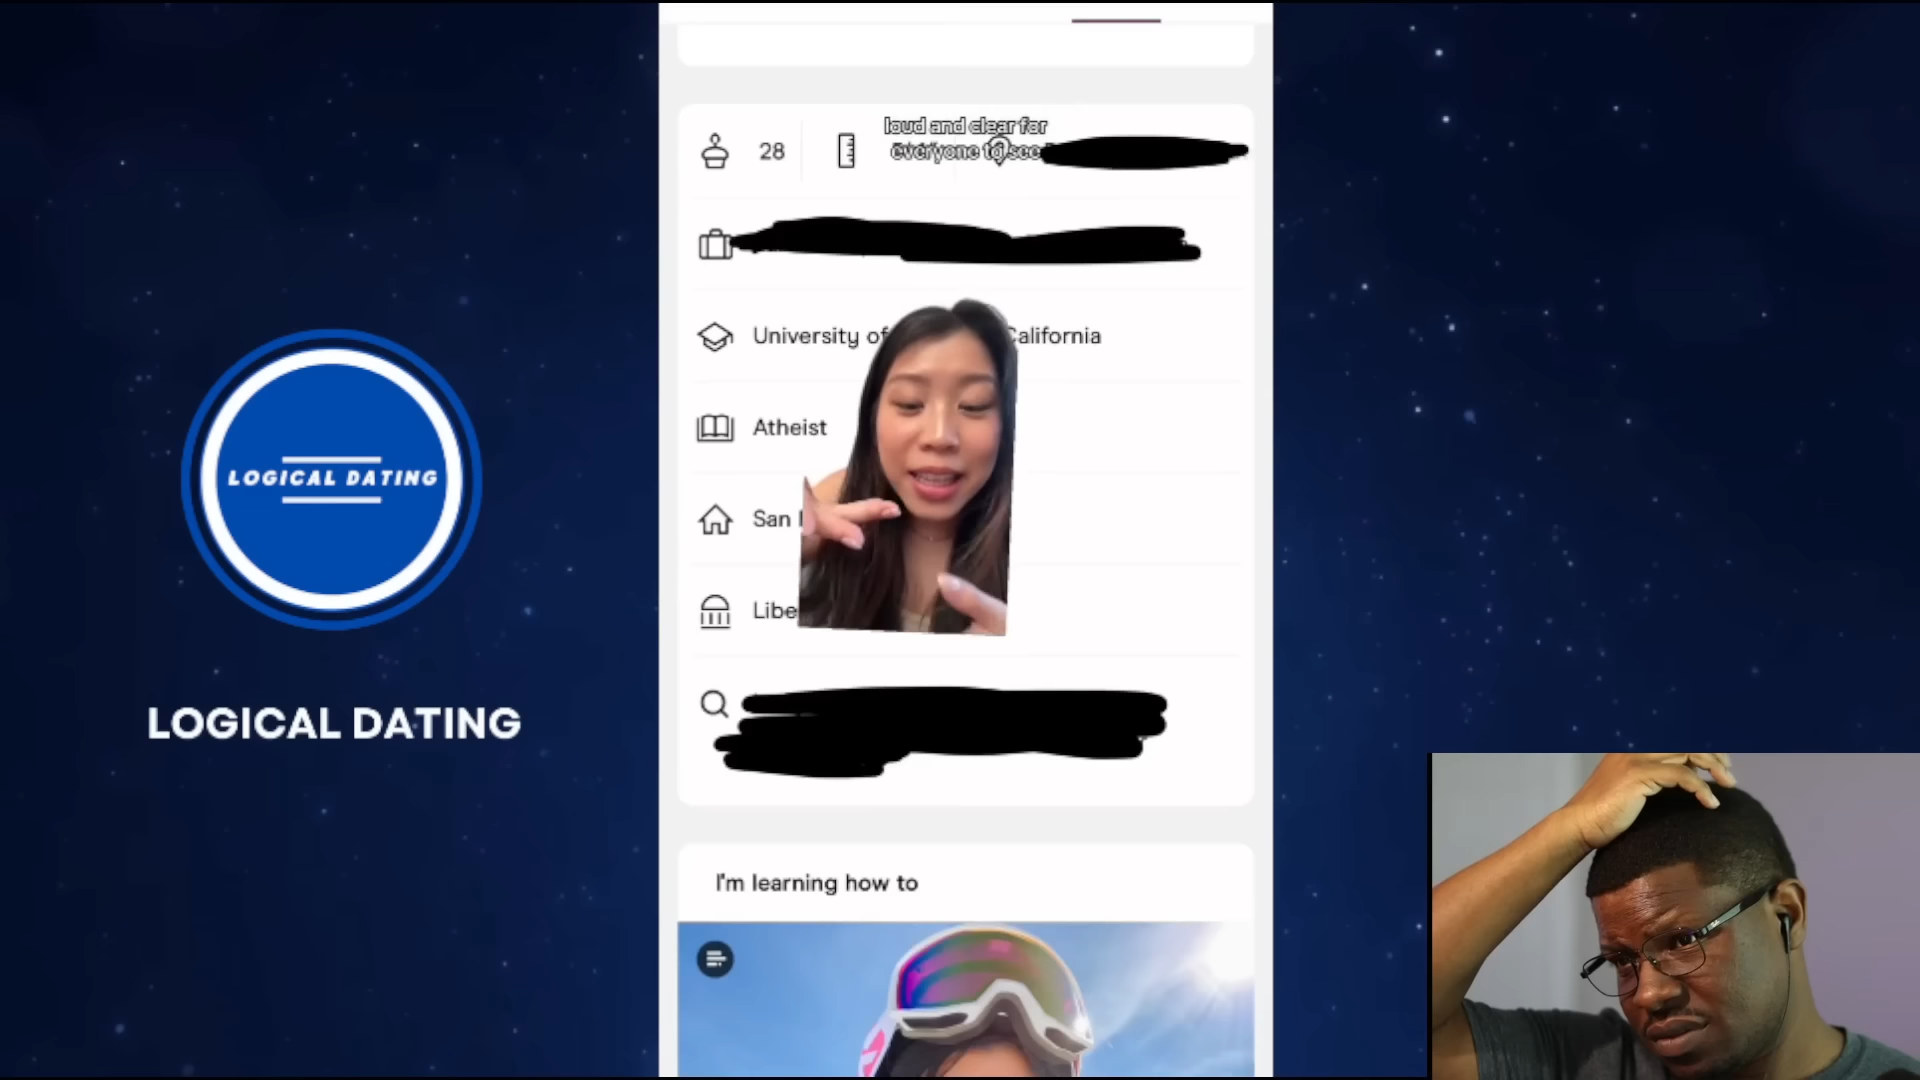 loud and clear for
everyone to see
28
University of California
Atheist
San
Libe
I'm learning how to
LOGICAL DATING
LOGICAL DATING